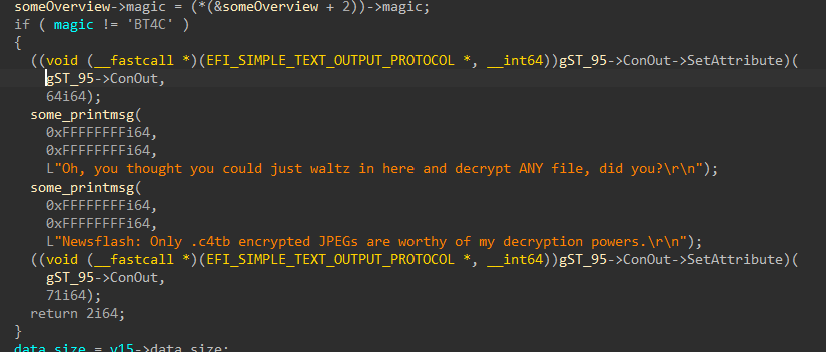 someOverview->magic = (*(&someOverview + 2))->magic;
if ( magic != 'BT4C' )
{
((void (__fastcall *)(EFI_SIMPLE_TEXT_OUTPUT_PROTOCOL *, __int64))gST_95->ConOut->SetAttribute)(
gST_95->ConOut,
64i64);
some_printmsg(
0xFFFFFFFFi64,
0xFFFFFFFFi64,
L"Oh, you thought you could just waltz in here and decrypt ANY file, did you?\r\n");
some_printmsg(
0xFFFFFFFFi64,
0xFFFFFFFFi64,
L"Newsflash: Only .c4tb encrypted JPEGs are worthy of my decryption powers.\r\n");
((void (__fastcall *)(EFI_SIMPLE_TEXT_OUTPUT_PROTOCOL *, __int64))gST_95->ConOut->SetAttribute)(
gST_95->ConOut,
71i64);
return 2i64;
}
data_size = v15->data_size;